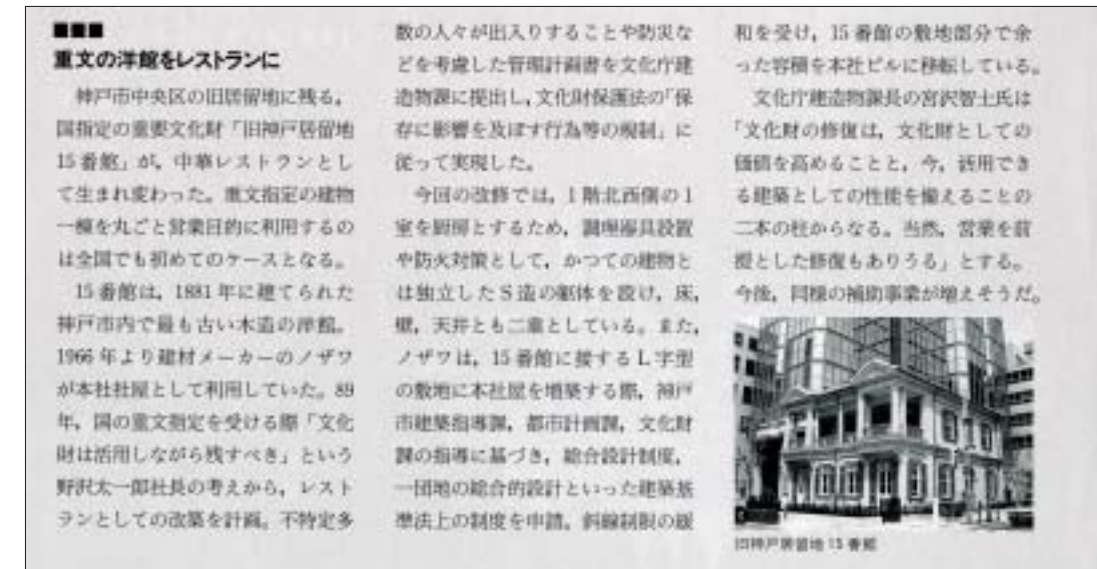 ■■■
重文の洋館をレストランに
神戸市中央区の旧居留地に残る,
国指定の重要文化財「旧神戸居留地
15番館」が, 中華レストランとし
て生まれ変わった。重文指定の建物
一棟を丸ごと営業目的に利用するの
は全国でも初めてのケースとなる。
15番館は, 1881年に建てられた
神戸市内で最も古い木造の洋館。
1966年より建材メーカーのノザワ
が本社社屋として利用していた。89
年, 国の重文指定を受ける際「文化
財は活用しながら残すべき」という
野沢太一郎社長の考えから, レスト
ランとしての改築を計画。不特定多
数の人々が出入りすることや防災な
どを考慮した管理計画書を文化庁建
造物課に提出し, 文化財保護法の「保
存に影響を及ぼす行為等の規制」に
従って実現した。
今回の改修では, 1階北西側の1
室を厨房とするため, 調理器具設置
や防火対策として, かつての建物と
は独立したS造の躯体を設け, 床,
壁, 天井とも二重としている。また,
ノザワは, 15番館に接するL字型
の敷地に本社屋を増築する際, 神戸
市建築指導課, 都市計画課, 文化財
課の指導に基づき, 総合設計制度,
一団地の総合的設計といった建築基
準法上の制度を申請。斜線制限の緩
和を受け, 15番館の敷地部分で余
った容積を本社ビルに移転している。
文化庁建造物課長の宮沢智士氏は
「文化財の修復は, 文化財としての
価値を高めることと, 今, 活用でき
る建築としての性能を備えることの
二本の柱からなる。当然, 営業を前
提とした修復もありうる」とする。
今後, 同様の補助事業が増えそうだ。
旧神戸居留地15番館